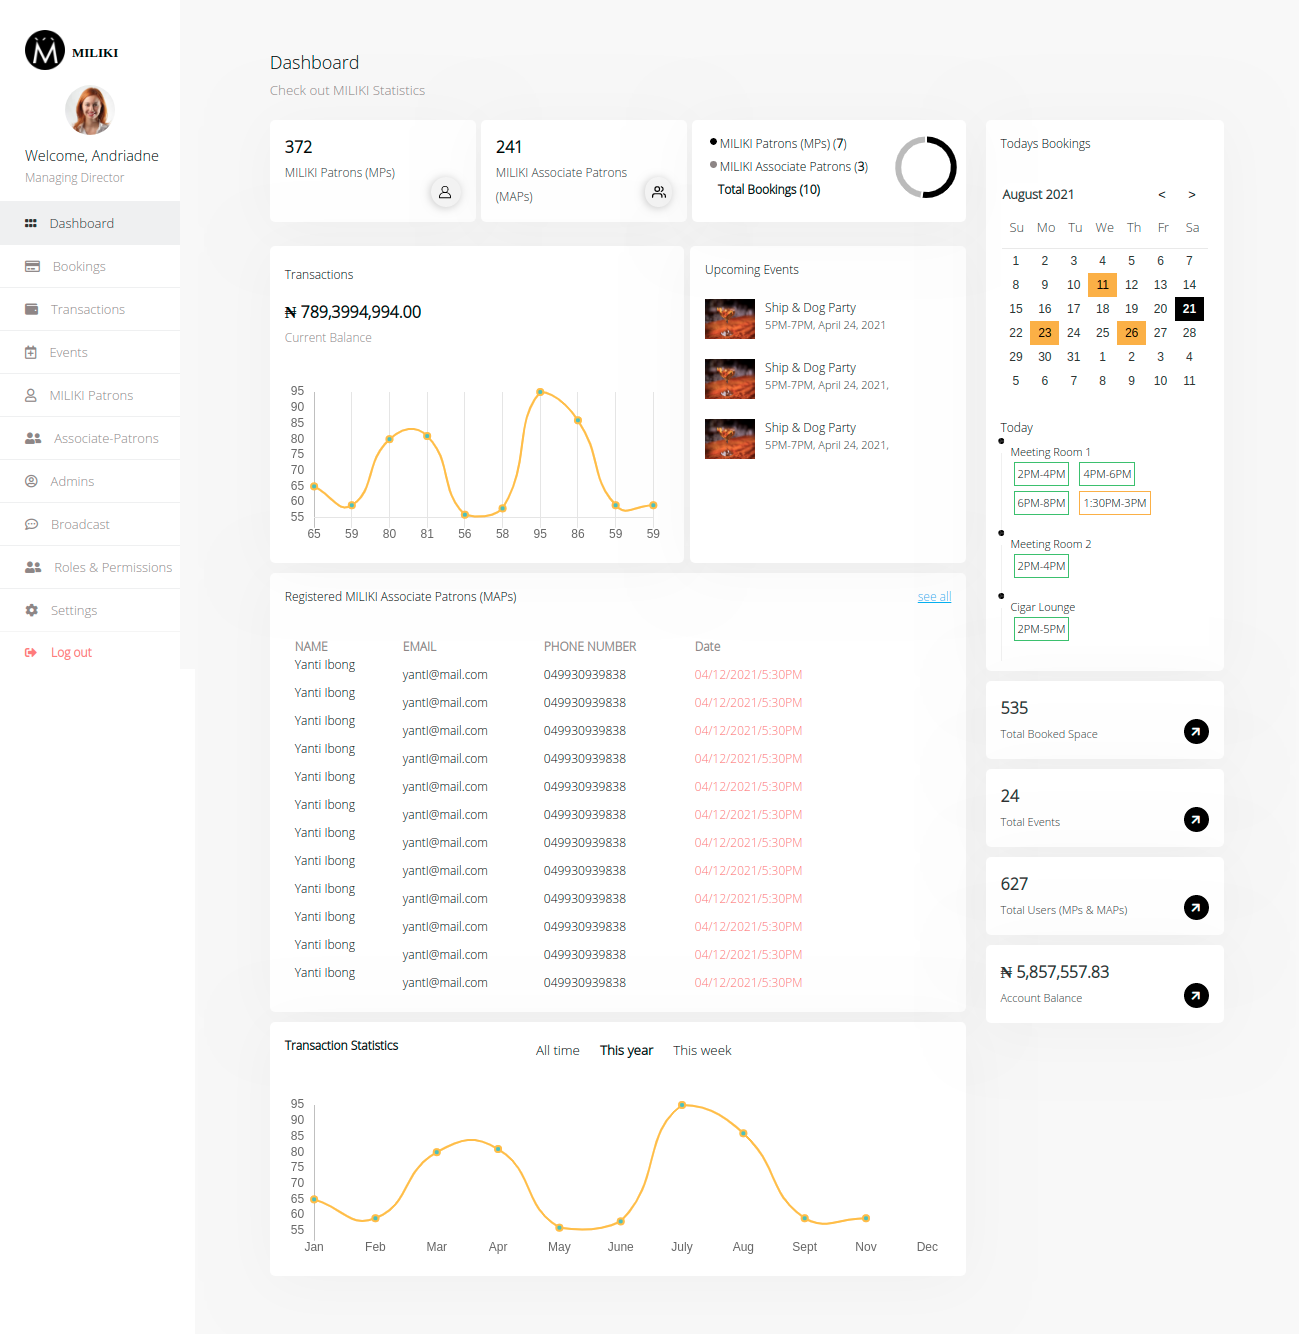 MILIKI
Welcome, Andriadne
Managing Director
Dashboard
Bookings
Transactions
Events
MILIKI Patrons
Associate-Patrons
Admins
Broadcast
Roles & Permissions
Settings
Log out
Dashboard
Check out MILIKI Statistics
372
MILIKI Patrons (MPs)
241
MILIKI Associate Patrons
(MAPs)
MILIKI Patrons (MPs) (7)
MILIKI Associate Patrons (3)
Total Bookings (10)
Transactions
₦ 789,3994,994.00
Current Balance
95
90
85
80
75
70
65
60
55
65 59 80 81 56 58 95 86 59 59
Upcoming Events
Ship & Dog Party
5PM-7PM, April 24, 2021
Ship & Dog Party
5PM-7PM, April 24, 2021,
Ship & Dog Party
5PM-7PM, April 24, 2021,
Registered MILIKI Associate Patrons (MAPs) see all
NAME EMAIL PHONE NUMBER Date
Yanti Ibong yantI@mail.com 049930939838 04/12/2021/5:30PM
Yanti Ibong yantI@mail.com 049930939838 04/12/2021/5:30PM
Yanti Ibong yantI@mail.com 049930939838 04/12/2021/5:30PM
Yanti Ibong yantI@mail.com 049930939838 04/12/2021/5:30PM
Yanti Ibong yantI@mail.com 049930939838 04/12/2021/5:30PM
Yanti Ibong yantI@mail.com 049930939838 04/12/2021/5:30PM
Yanti Ibong yantI@mail.com 049930939838 04/12/2021/5:30PM
Yanti Ibong yantI@mail.com 049930939838 04/12/2021/5:30PM
Yanti Ibong yantI@mail.com 049930939838 04/12/2021/5:30PM
Yanti Ibong yantI@mail.com 049930939838 04/12/2021/5:30PM
Yanti Ibong yantI@mail.com 049930939838 04/12/2021/5:30PM
Yanti Ibong yantI@mail.com 049930939838 04/12/2021/5:30PM
Transaction Statistics All time This year This week
95
90
85
80
75
70
65
60
55
Jan Feb Mar Apr May June July Aug Sept Nov Dec
Todays Bookings
August 2021 < >
Su Mo Tu We Th Fr Sa
1 2 3 4 5 6 7
8 9 10 11 12 13 14
15 16 17 18 19 20 21
22 23 24 25 26 27 28
29 30 31 1 2 3 4
5 6 7 8 9 10 11
Today
Meeting Room 1
2PM-4PM 4PM-6PM
6PM-8PM 1:30PM-3PM
Meeting Room 2
2PM-4PM
Cigar Lounge
2PM-5PM
535
Total Booked Space
24
Total Events
627
Total Users (MPs & MAPs)
₦ 5,857,557.83
Account Balance